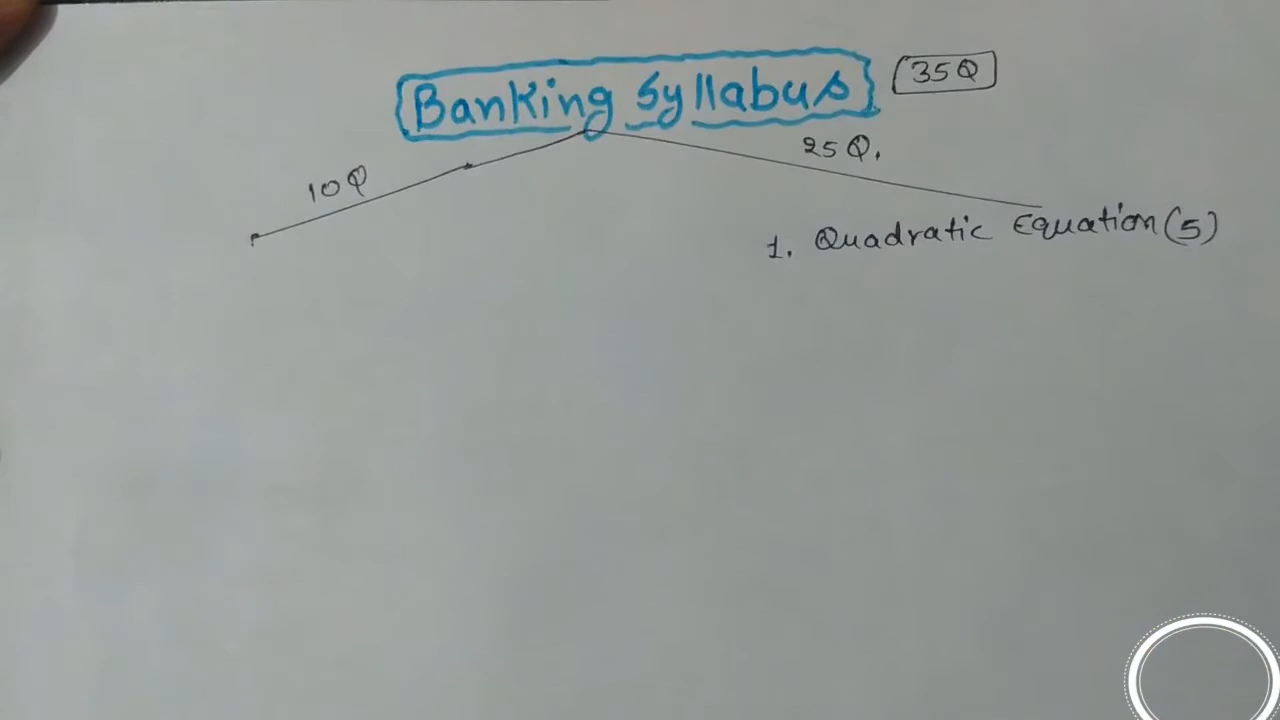 Banking Syllabus
35Q
10Q
25Q.
1. Quadratic Equation(5)